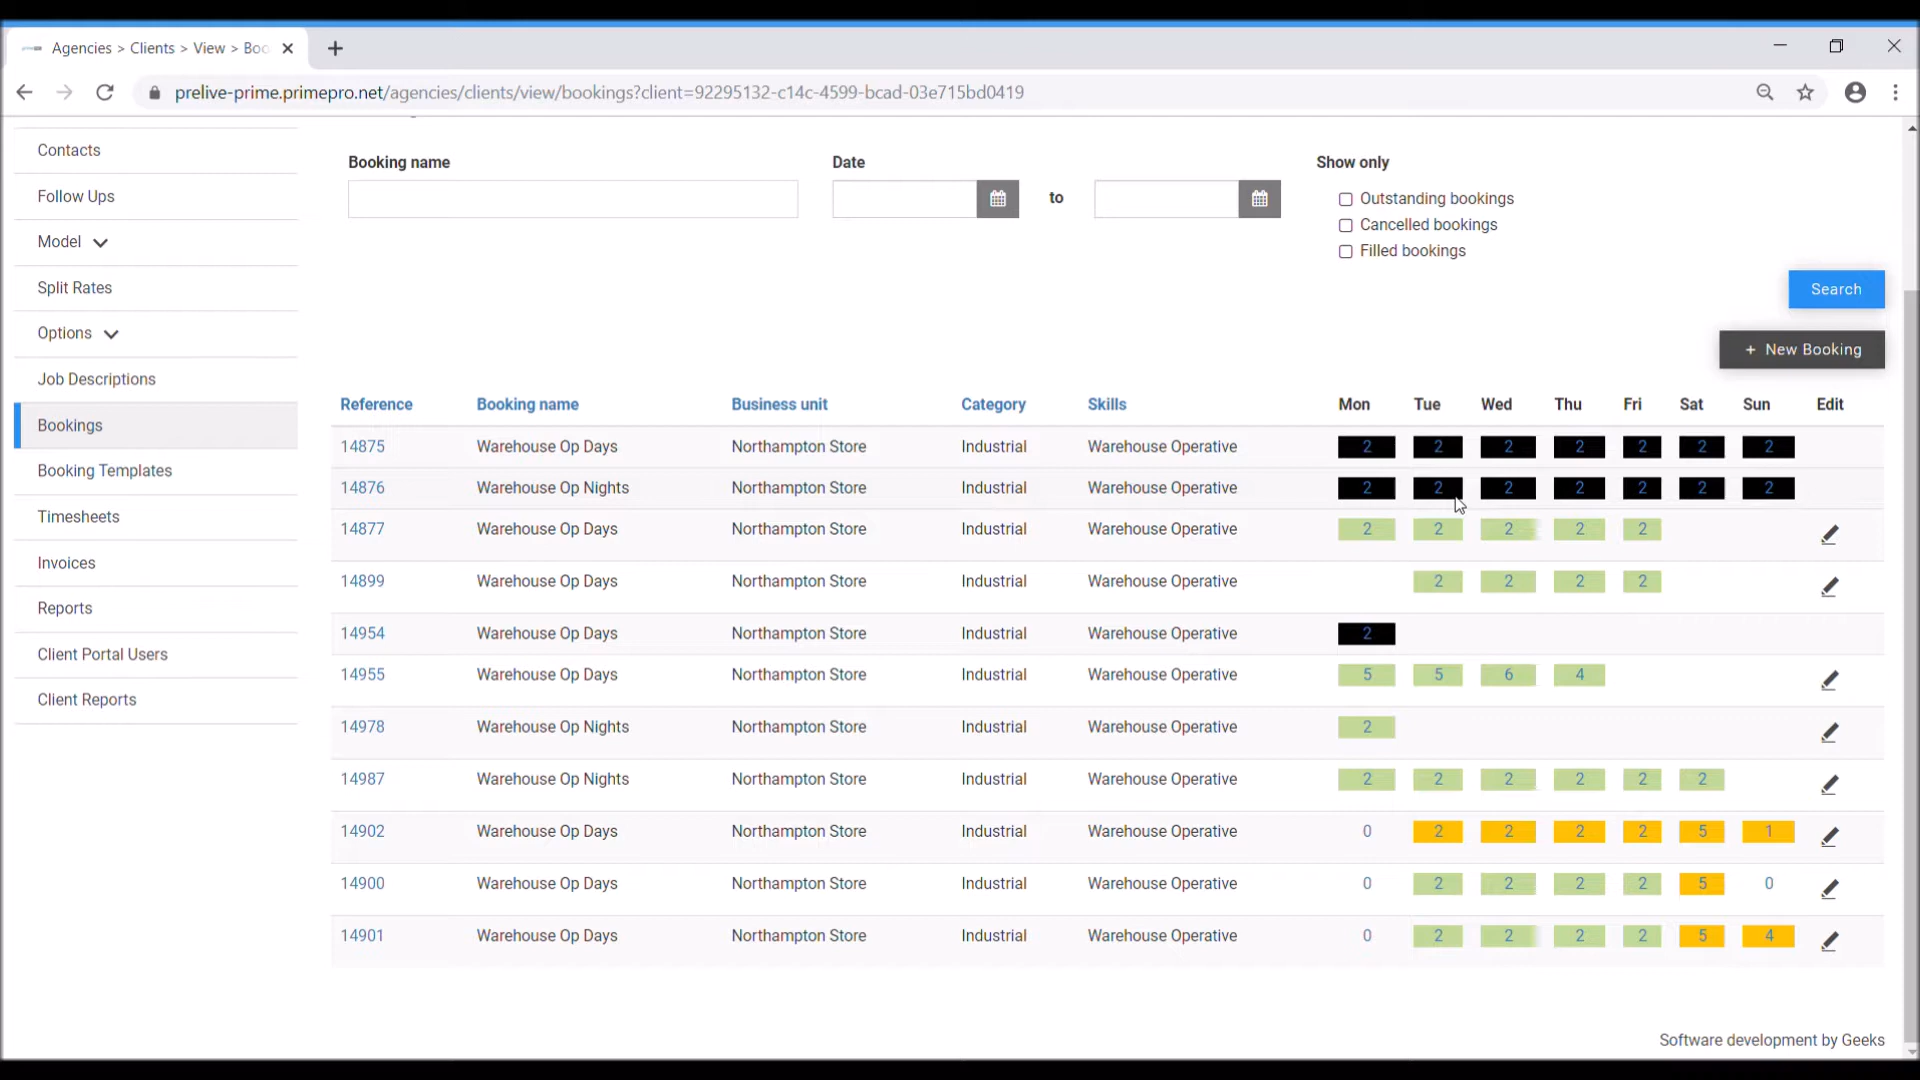 Agencies > Clients > View > Boo
prelive-prime.primepro.net/agencies/clients/view/bookings?client=92295132-c14c-4599-bcad-03e715bd0419
Contacts
Follow Ups
Model
Split Rates
Options
Job Descriptions
Bookings
Booking Templates
Timesheets
Invoices
Reports
Client Portal Users
Client Reports
Booking name Date Show only
to
Outstanding bookings
Cancelled bookings
Filled bookings
Search
+ New Booking
Reference Booking name Business unit Category Skills Mon Tue Wed Thu Fri Sat Sun Edit
14875 Warehouse Op Days Northampton Store Industrial Warehouse Operative 2 2 2 2 2 2 2
14876 Warehouse Op Nights Northampton Store Industrial Warehouse Operative 2 2 2 2 2 2 2
14877 Warehouse Op Days Northampton Store Industrial Warehouse Operative 2 2 2 2 2
14899 Warehouse Op Days Northampton Store Industrial Warehouse Operative 2 2 2 2
14954 Warehouse Op Days Northampton Store Industrial Warehouse Operative 2
14955 Warehouse Op Days Northampton Store Industrial Warehouse Operative 5 5 6 4
14978 Warehouse Op Nights Northampton Store Industrial Warehouse Operative 2
14987 Warehouse Op Nights Northampton Store Industrial Warehouse Operative 2 2 2 2 2 2
14902 Warehouse Op Days Northampton Store Industrial Warehouse Operative 0 2 2 2 2 5 1
14900 Warehouse Op Days Northampton Store Industrial Warehouse Operative 0 2 2 2 2 5 0
14901 Warehouse Op Days Northampton Store Industrial Warehouse Operative 0 2 2 2 2 5 4
Software development by Geeks